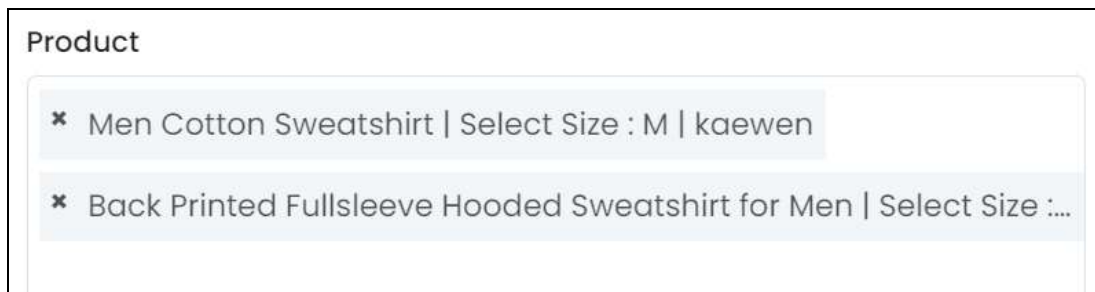 Product
× Men Cotton Sweatshirt | Select Size : M | kaewen
× Back Printed Fullsleeve Hooded Sweatshirt for Men | Select Size :...